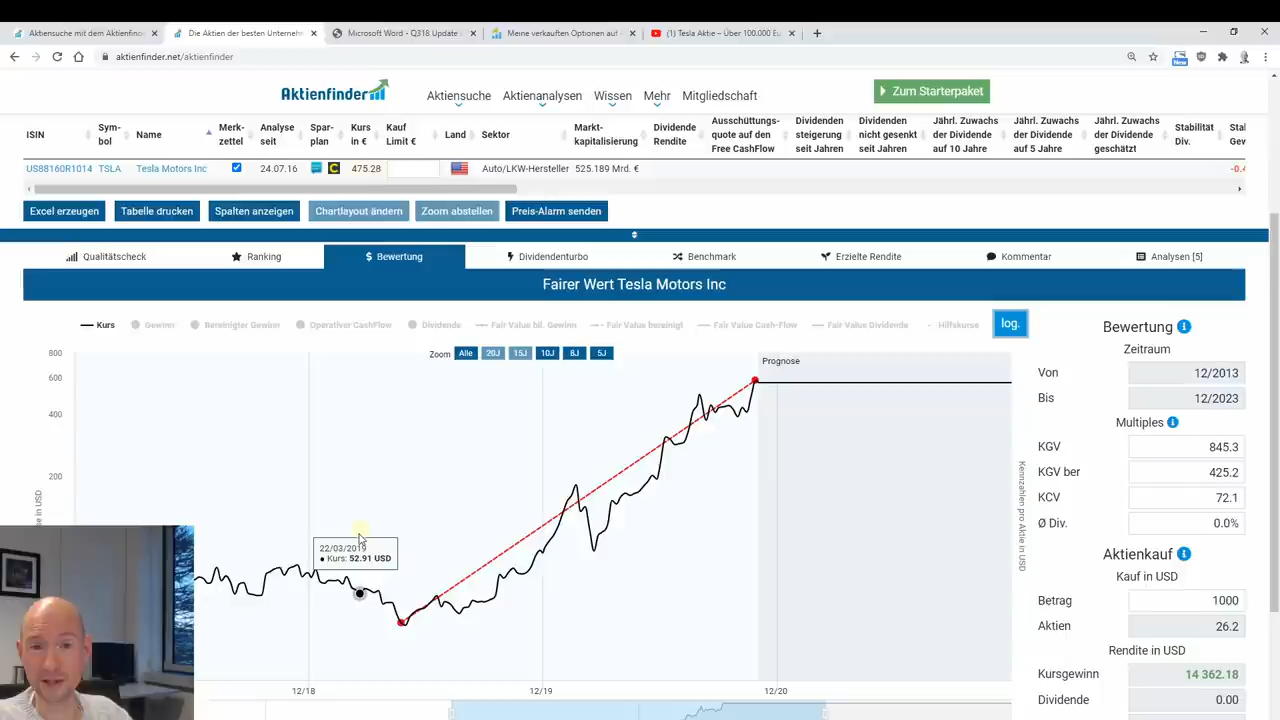 Aktiensuche mit dem Aktienfinde
Die Aktien der besten Unternehm
Microsoft Word - Q318 Update
Meine verkauften Optionen auf
(1) Tesla Aktie – Über 100.000 Eu
aktienfinder.net/aktienfinder
New
Aktienfinder
Aktiensuche
Aktienanalysen
Wissen
Mehr
Mitgliedschaft
Zum Starterpaket
ISIN
Sym-
bol
Name
Merk-
zettel
Analyse
seit
Spar-
plan
Kurs
in €
Kauf
Limit €
Land
Sektor
Markt-
kapitalisierung
Dividende
Rendite
Ausschüttungs-
quote auf den
Free CashFlow
Dividenden
steigerung
seit Jahren
Dividenden
nicht gesenkt
seit Jahren
Jährl. Zuwachs
der Dividende
auf 10 Jahre
Jährl. Zuwachs
der Dividende
auf 5 Jahre
Jährl. Zuwachs
der Dividende
geschätzt
Stabilität
Div.
Stal
Gew
US88160R1014 TSLA Tesla Motors Inc 24.07.16 C 475.28 Auto/LKW-Hersteller 525.189 Mrd. € -0.4
Excel erzeugen
Tabelle drucken
Spalten anzeigen
Chartlayout ändern
Zoom abstellen
Preis-Alarm senden
Qualitätscheck
Ranking
$ Bewertung
Dividendenturbo
Benchmark
Erzielte Rendite
Kommentar
Analysen [5]
Fairer Wert Tesla Motors Inc
Kurs
Gewinn
Bereinigter Gewinn
Operativer CashFlow
Dividende
Fair Value bil. Gewinn
Fair Value bereinigt
Fair Value Cash-Flow
Fair Value Dividende
Hilfskurse
log.
Zoom Alle 20J 15J 10J 8J 5J
Prognose
800
600
400
200
e in USD
22/03/2019
● Kurs: 52.91 USD
12/18
12/19
12/20
Kennzahlen pro Aktie in USD
Bewertung
Zeitraum
Von 12/2013
Bis 12/2023
Multiples
KGV 845.3
KGV ber 425.2
KCV 72.1
Ø Div. 0.0%
Aktienkauf
Kauf in USD
Betrag 1000
Aktien 26.2
Rendite in USD
Kursgewinn 14 362.18
Dividende 0.00